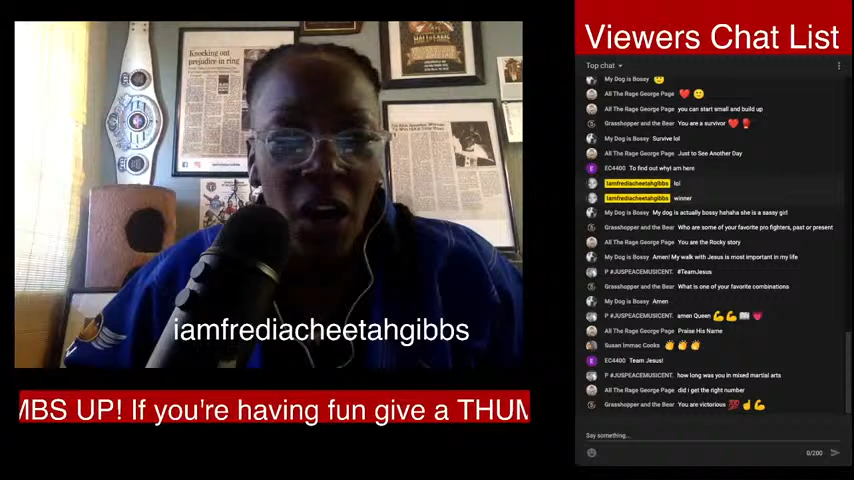 Knocking out
prejudice in ring
HALL OF FAME
iamfrediacheetahgibbs
MBS UP! If you're having fun give a THUM
Viewers Chat List
Top chat
My Dog is Bossy
All The Rage George Page
All The Rage George Page you can start small and build up
Grasshopper and the Bear You are a survivor ❤️
My Dog is Bossy Survive lol
All The Rage George Page Just to See Another Day
E EC4400 To find out whyI am here
Iamfrediacheetahgibbs lol
Iamfrediacheetahgibbs winner
My Dog is Bossy My dog is actually bossy hahaha she is a sassy girl
Grasshopper and the Bear Who are some of your favorite pro fighters, past or present
All The Rage George Page You are the Rocky story
My Dog is Bossy Amen! My walk with Jesus is most important in my life
P #JUSPEACEMUSICENT. #TeamJesus
Grasshopper and the Bear What is one of your favorite combinations
My Dog is Bossy Amen
P #JUSPEACEMUSICENT. amen Queen 💪💪📖💗
All The Rage George Page Praise His Name
Susan Immac Cooks 👏👏👏
E EC4400 Team Jesus!
P #JUSPEACEMUSICENT. how long was you in mixed martial arts
All The Rage George Page did i get the right number
Grasshopper and the Bear You are victorious 💯☝️💪
Say something...
0/200